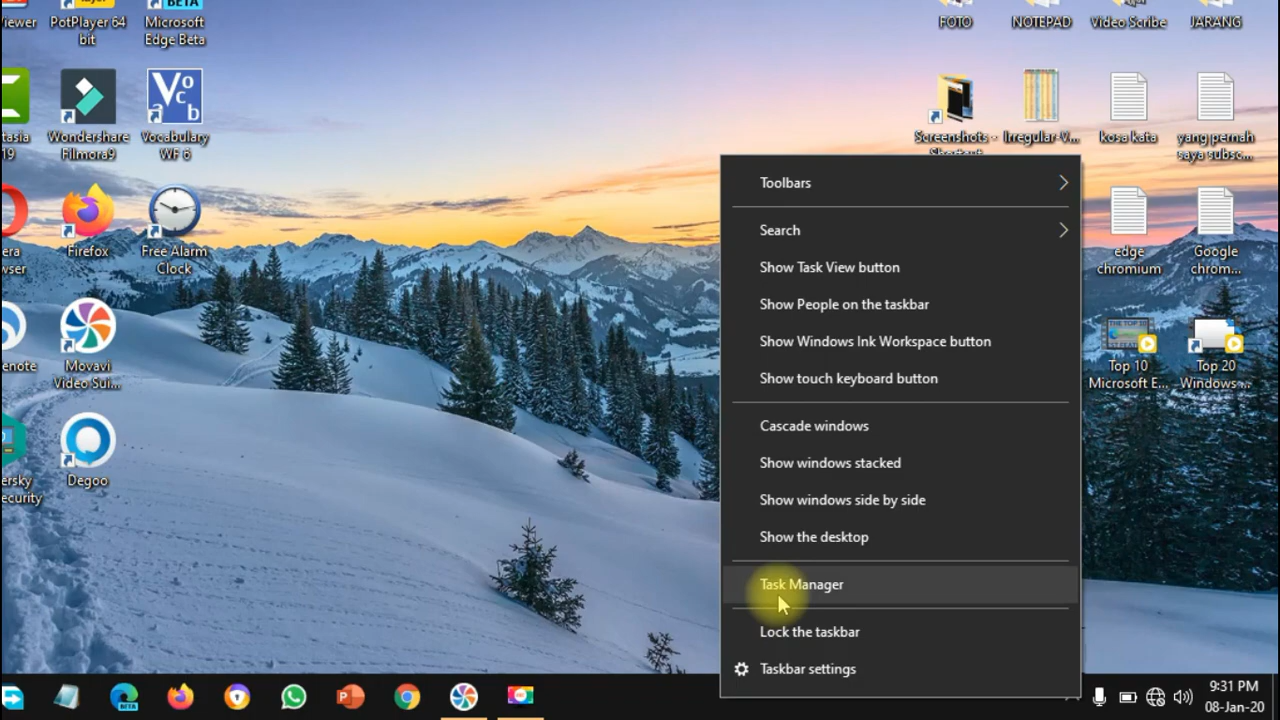 iewer
PotPlayer 64
bit
BETA
Microsoft
Edge Beta
FOTO
NOTEPAD
Video Scribe
JARANG
tasia
19
Wondershare
Filmora9
Vocabulary
WF 6
Screenshots -
Shortcut
Irregular-V...
kosa kata
yang pernah
saya subsc...
era
wser
Firefox
Free Alarm
Clock
edge
chromium
Google
chrom...
enote
Movavi
Video Sui...
Top 10
Microsoft E...
Top 20
Windows ...
ersky
ecurity
Degoo
Toolbars
Search
Show Task View button
Show People on the taskbar
Show Windows Ink Workspace button
Show touch keyboard button
Cascade windows
Show windows stacked
Show windows side by side
Show the desktop
Task Manager
Lock the taskbar
Taskbar settings
BETA
9:31 PM
08-Jan-20